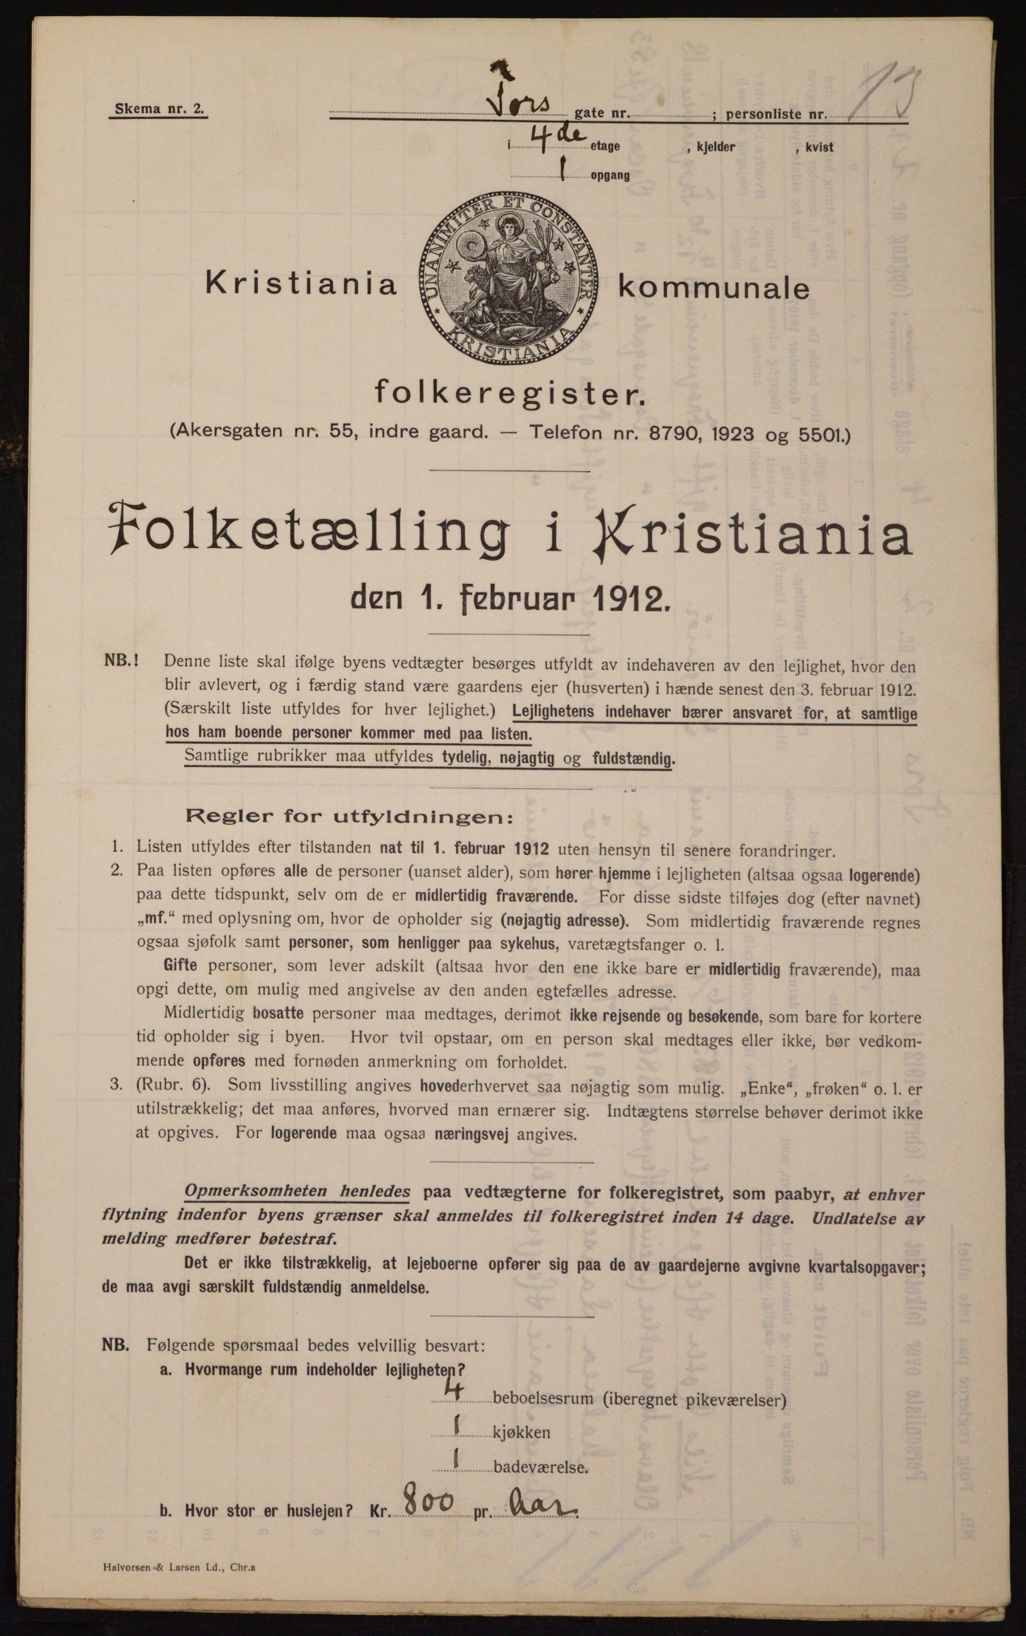 Skema nr. 2.
Tors gate nr. ; personliste nr. 13
i 4de etage , kjelder , kvist
1 opgang
UNANIMITER ET CONSTANTER
KRISTIANIA
Kristiania kommunale
folkeregister.
(Akersgaten nr. 55, indre gaard. — Telefon nr. 8790, 1923 og 5501.)
Folketælling i Kristiania
den 1. februar 1912.
NB.! Denne liste skal ifølge byens vedtægter besørges utfyldt av indehaveren av den lejlighet, hvor den
blir avlevert, og i færdig stand være gaardens ejer (husverten) i hænde senest den 3. februar 1912.
(Særskilt liste utfyldes for hver lejlighet.) Lejlighetens indehaver bærer ansvaret for, at samtlige
hos ham boende personer kommer med paa listen.
Samtlige rubrikker maa utfyldes tydelig, nøjagtig og fuldstændig.
Regler for utfyldningen:
1. Listen utfyldes efter tilstanden nat til 1. februar 1912 uten hensyn til senere forandringer.
2. Paa listen opføres alle de personer (uanset alder), som hører hjemme i lejligheten (altsaa ogsaa logerende)
paa dette tidspunkt, selv om de er midlertidig fraværende. For disse sidste tilføjes dog (efter navnet)
„mf.“ med oplysning om, hvor de opholder sig (nøjagtig adresse). Som midlertidig fraværende regnes
ogsaa sjøfolk samt personer, som henligger paa sykehus, varetægtsfanger o. l.
Gifte personer, som lever adskilt (altsaa hvor den ene ikke bare er midlertidig fraværende), maa
opgi dette, om mulig med angivelse av den anden egtefælles adresse.
Midlertidig bosatte personer maa medtages, derimot ikke rejsende og besøkende, som bare for kortere
tid opholder sig i byen. Hvor tvil opstaar, om en person skal medtages eller ikke, bør vedkom-
mende opføres med fornøden anmerkning om forholdet.
3. (Rubr. 6). Som livsstilling angives hovederhvervet saa nøjagtig som mulig. „Enke“, „frøken“ o. l. er
utilstrækkelig; det maa anføres, hvorved man ernærer sig. Indtægtens størrelse behøver derimot ikke
at opgives. For logerende maa ogsaa næringsvej angives.
Opmerksomheten henledes paa vedtægterne for folkeregistret, som paabyr, at enhver
flytning indenfor byens grænser skal anmeldes til folkeregistret inden 14 dage. Undlatelse av
melding medfører bøtestraf.
Det er ikke tilstrækkelig, at lejeboerne opfører sig paa de av gaardejerne avgivne kvartalsopgaver;
de maa avgi særskilt fuldstændig anmeldelse.
NB. Følgende spørsmaal bedes velvillig besvart:
a. Hvormange rum indeholder lejligheten?
4 beboelsesrum (iberegnet pikeværelser)
1 kjøkken
1 badeværelse.
b. Hvor stor er huslejen? Kr. 800 pr. Aar.
Halvorsen & Larsen Ld., Chr.a